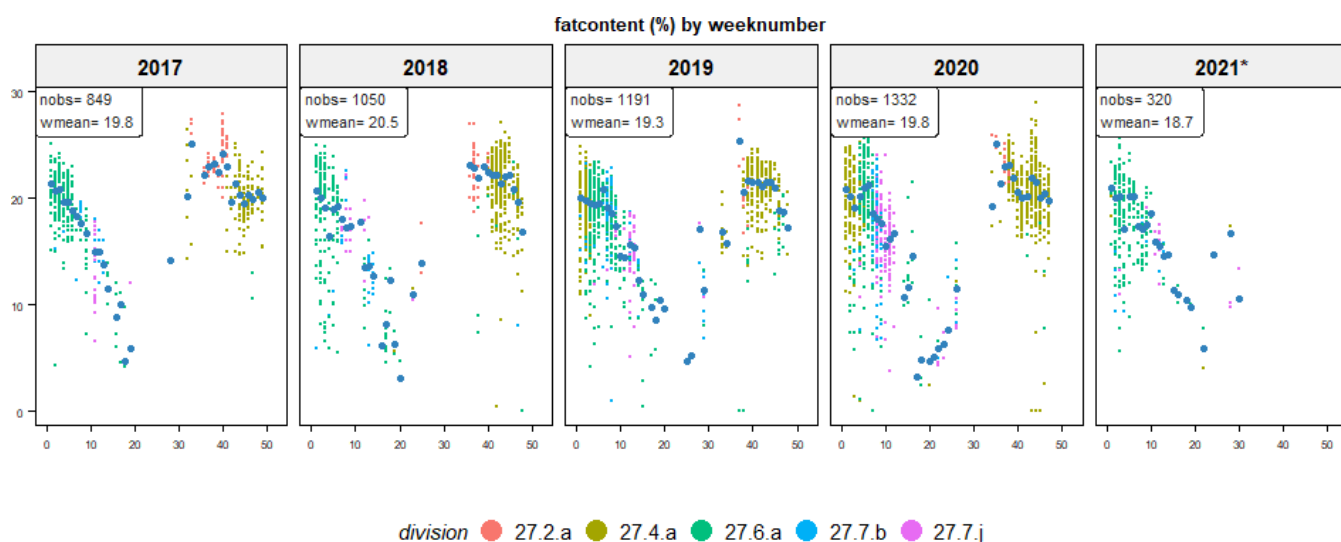 fatcontent (%) by weeknumber
2017 2018 2019 2020 2021*
nobs= 849
wmean= 19.8
nobs= 1050
wmean= 20.5
nobs= 1191
wmean= 19.3
nobs= 1332
wmean= 19.8
nobs= 320
wmean= 18.7
30
20
10
0
0 10 20 30 40 50 0 10 20 30 40 50 0 10 20 30 40 50 0 10 20 30 40 50 0 10 20 30 40 50
division 27.2.a 27.4.a 27.6.a 27.7.b 27.7.j